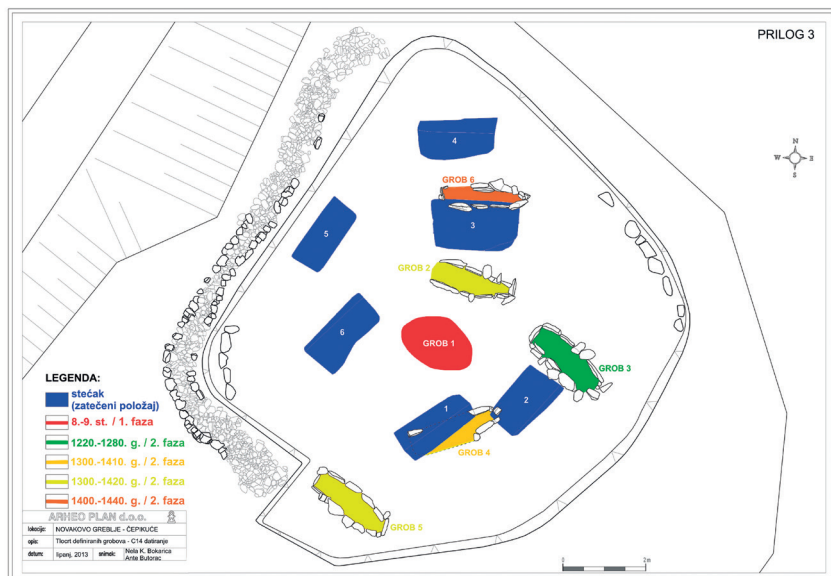 PRILOG 3
N
W
E
S
4
GROB 6
3
5
GROB 2
6
GROB 1
GROB 3
1
2
GROB 4
GROB 5
LEGENDA:
stećak
(zatečeni položaj)
8.-9. st. / 1. faza
1220.-1280. g. / 2. faza
1300.-1410. g. / 2. faza
1300.-1420. g. / 2. faza
1400.-1440. g. / 2. faza
ARHEO PLAN d.o.o.
lokacija: NOVAKOVO GREBLJE - ČEPIKUĆE
opis: Tlocrt definiranih grobova - C14 datiranje
datum: lipanj, 2013 snimak: Nela K. Bokarica
Ante Butorac
0 2m